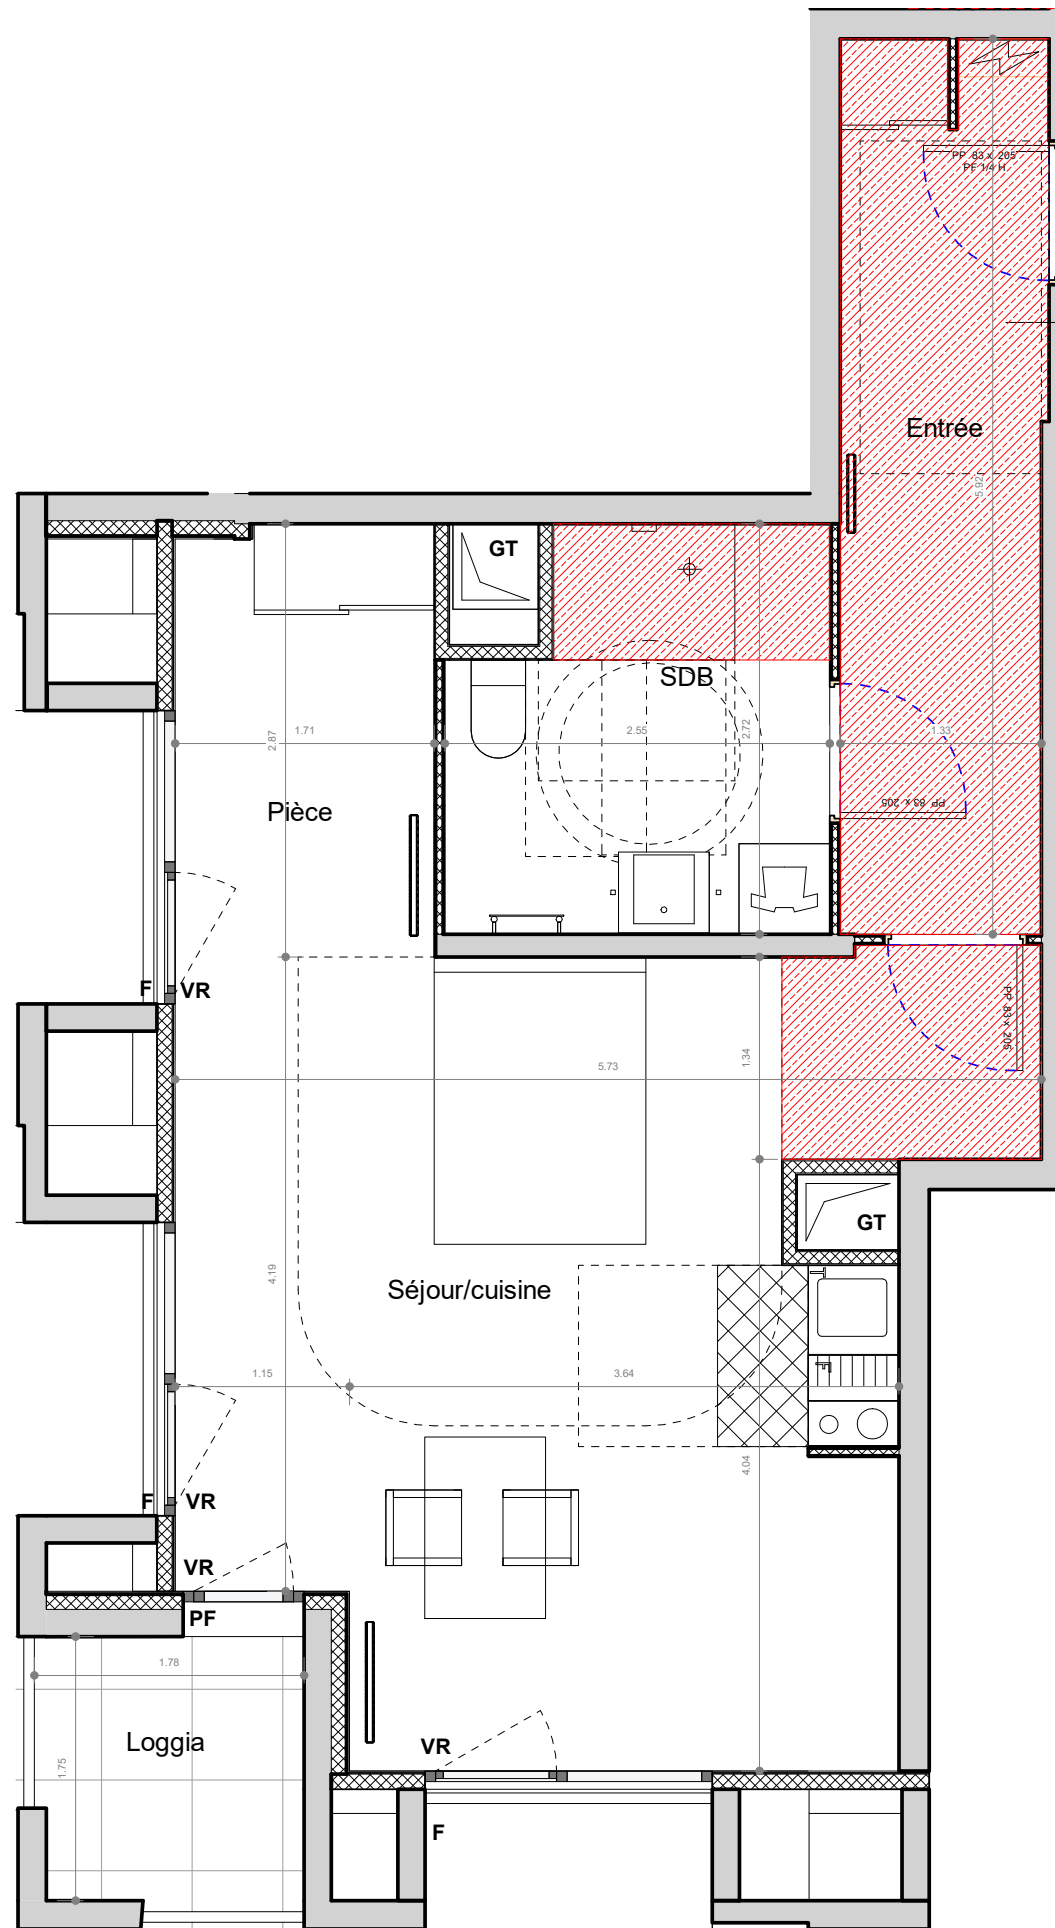 PP 83 x 205
PF 1/4 H
Entrée
5.92
GT
SDB
1.71
2.87
2.55
2.72
1.33
Pièce
PP 83 x 205
F
VR
PP 83 x 205
1.34
5.73
GT
Séjour/cuisine
4.19
1.15
3.64
4.04
F
VR
VR
PF
1.78
Loggia
1.75
VR
F